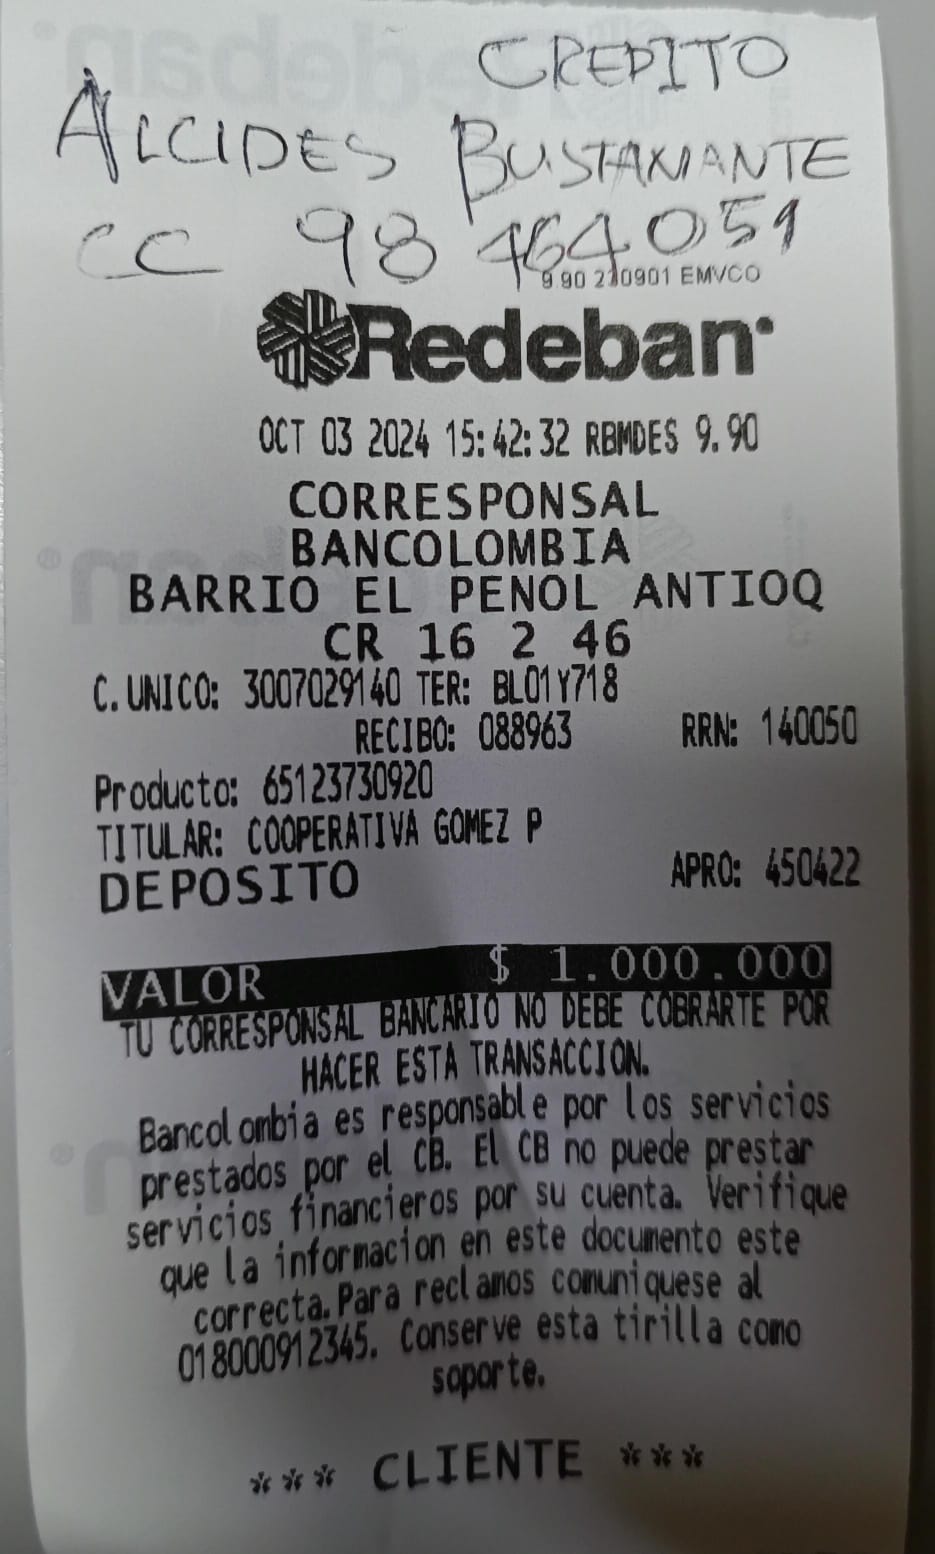 CREDITO
ALCIDES BUSTAMANTE
CC 98 464051
9.90 230901 EMVCO
Redeban
OCT 03 2024 15:42:32 RBMDES 9.90
CORRESPONSAL
BANCOLOMBIA
BARRIO EL PENOL ANTIOQ
CR 16 2 46
C.UNICO: 3007029140 TER: BL01Y718
RECIBO: 088963 RRN: 140050
Producto: 65123730920
TITULAR: COOPERATIVA GOMEZ P
DEPOSITO APRO: 450422
VALOR $ 1.000.000
TU CORRESPONSAL BANCARIO NO DEBE COBRARTE POR
HACER ESTA TRANSACCION.
Bancolombia es responsable por los servicios
prestados por el CB. El CB no puede prestar
servicios financieros por su cuenta. Verifique
que la informacion en este documento este
correcta.Para reclamos comuniquese al
018000912345. Conserve esta tirilla como
soporte.
*** CLIENTE ***